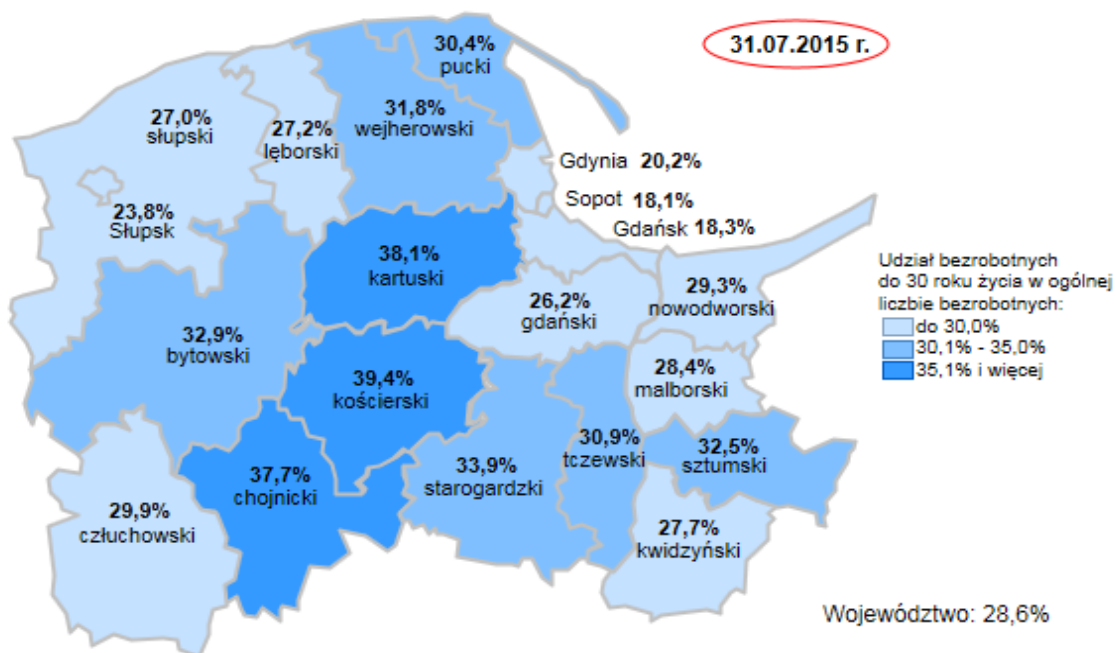 31.07.2015 r.
30,4%
pucki
27,0%
słupski
27,2%
lęborski
31,8%
wejherowski
Gdynia 20,2%
Sopot 18,1%
Gdańsk 18,3%
23,8%
Słupsk
38,1%
kartuski
26,2%
gdański
29,3%
nowodworski
Udział bezrobotnych
do 30 roku życia w ogólnej
liczbie bezrobotnych:
do 30,0%
30,1% - 35,0%
35,1% i więcej
32,9%
bytowski
39,4%
kościerski
28,4%
malborski
30,9%
tczewski
32,5%
sztumski
33,9%
starogardzki
37,7%
chojnicki
29,9%
człuchowski
27,7%
kwidzyński
Województwo: 28,6%